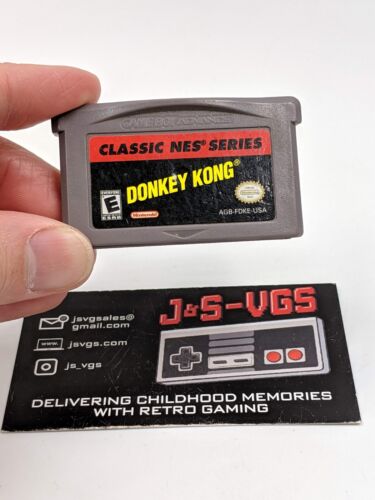 GAME BOY ADVANCE
CLASSIC NES® SERIES
DONKEY KONG®
EVERYONE
E
ESRB
Nintendo
AGB-FDKE-USA
J&S-VGS
jsvgsales@
gmail.com
www.
jsvgs.com
js_vgs
DELIVERING CHILDHOOD MEMORIES
WITH RETRO GAMING